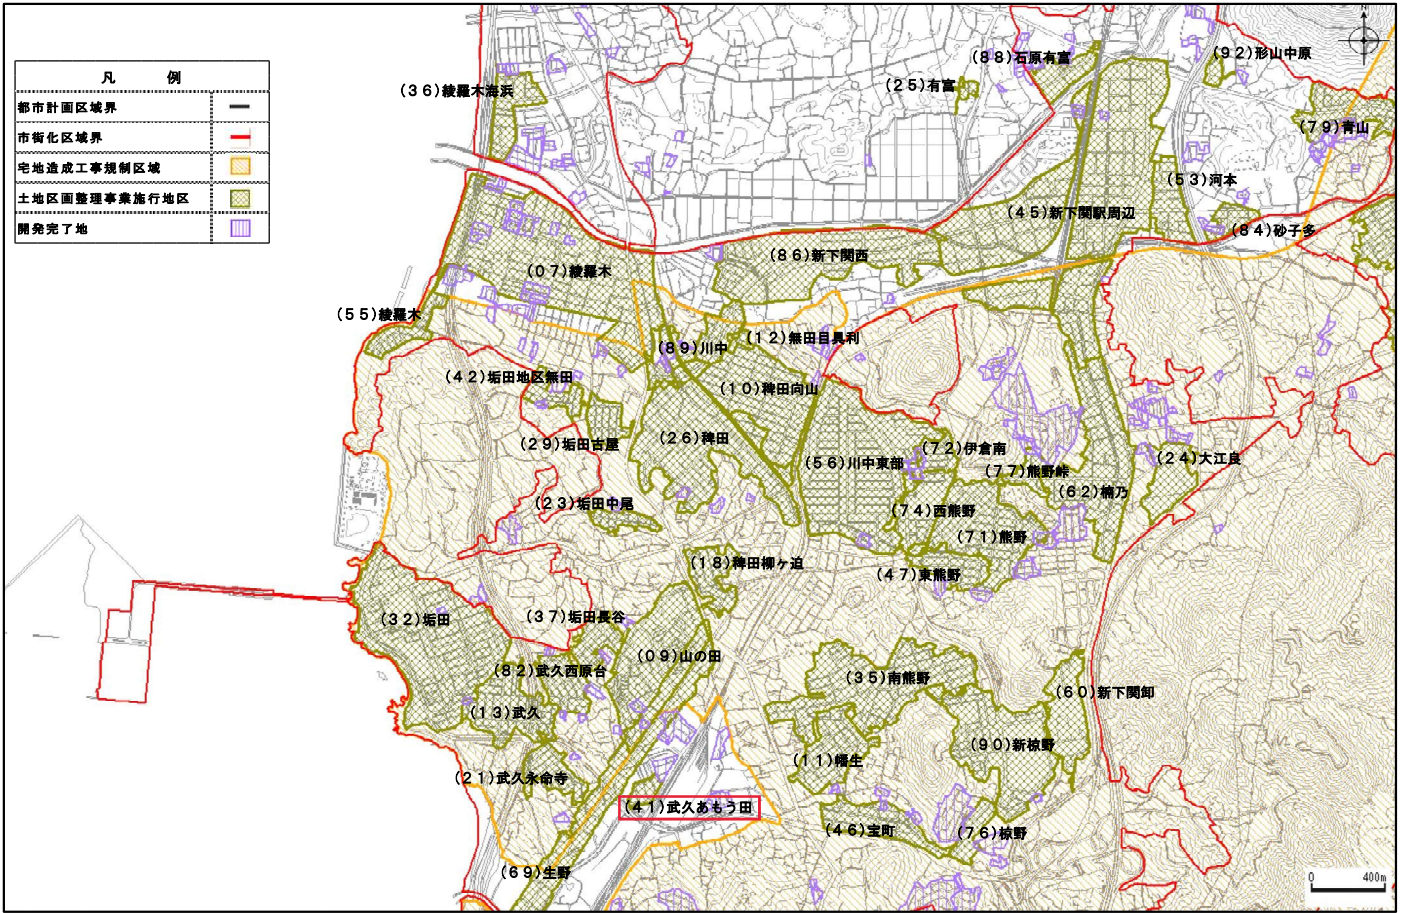 凡　例
都市計画区域界
市街化区域界
宅地造成工事規制区域
土地区画整理事業施行地区
開発完了地
(36)綾羅木海浜
(88)石原有富
(92)形山中原
(25)有富
(79)青山
(53)河本
(45)新下関駅周辺
(84)砂子多
(86)新下関西
(07)綾羅木
(55)綾羅木
(12)無田目見利
(89)川中
(42)垢田地区無田
(10)稗田向山
(29)垢田古屋
(26)稗田
(72)伊倉南
(56)川中東部
(77)熊野峠
(24)大江良
(62)楠乃
(23)垢田中尾
(74)西熊野
(71)熊野
(18)稗田柳ヶ迫
(47)東熊野
(32)垢田
(37)垢田長谷
(09)山の田
(82)武久西原台
(35)南熊野
(60)新下関卸
(13)武久
(90)新椋野
(11)幡生
(21)武久永命寺
(41)武久あもう田
(46)宝町
(76)椋野
(69)生野
0 400m